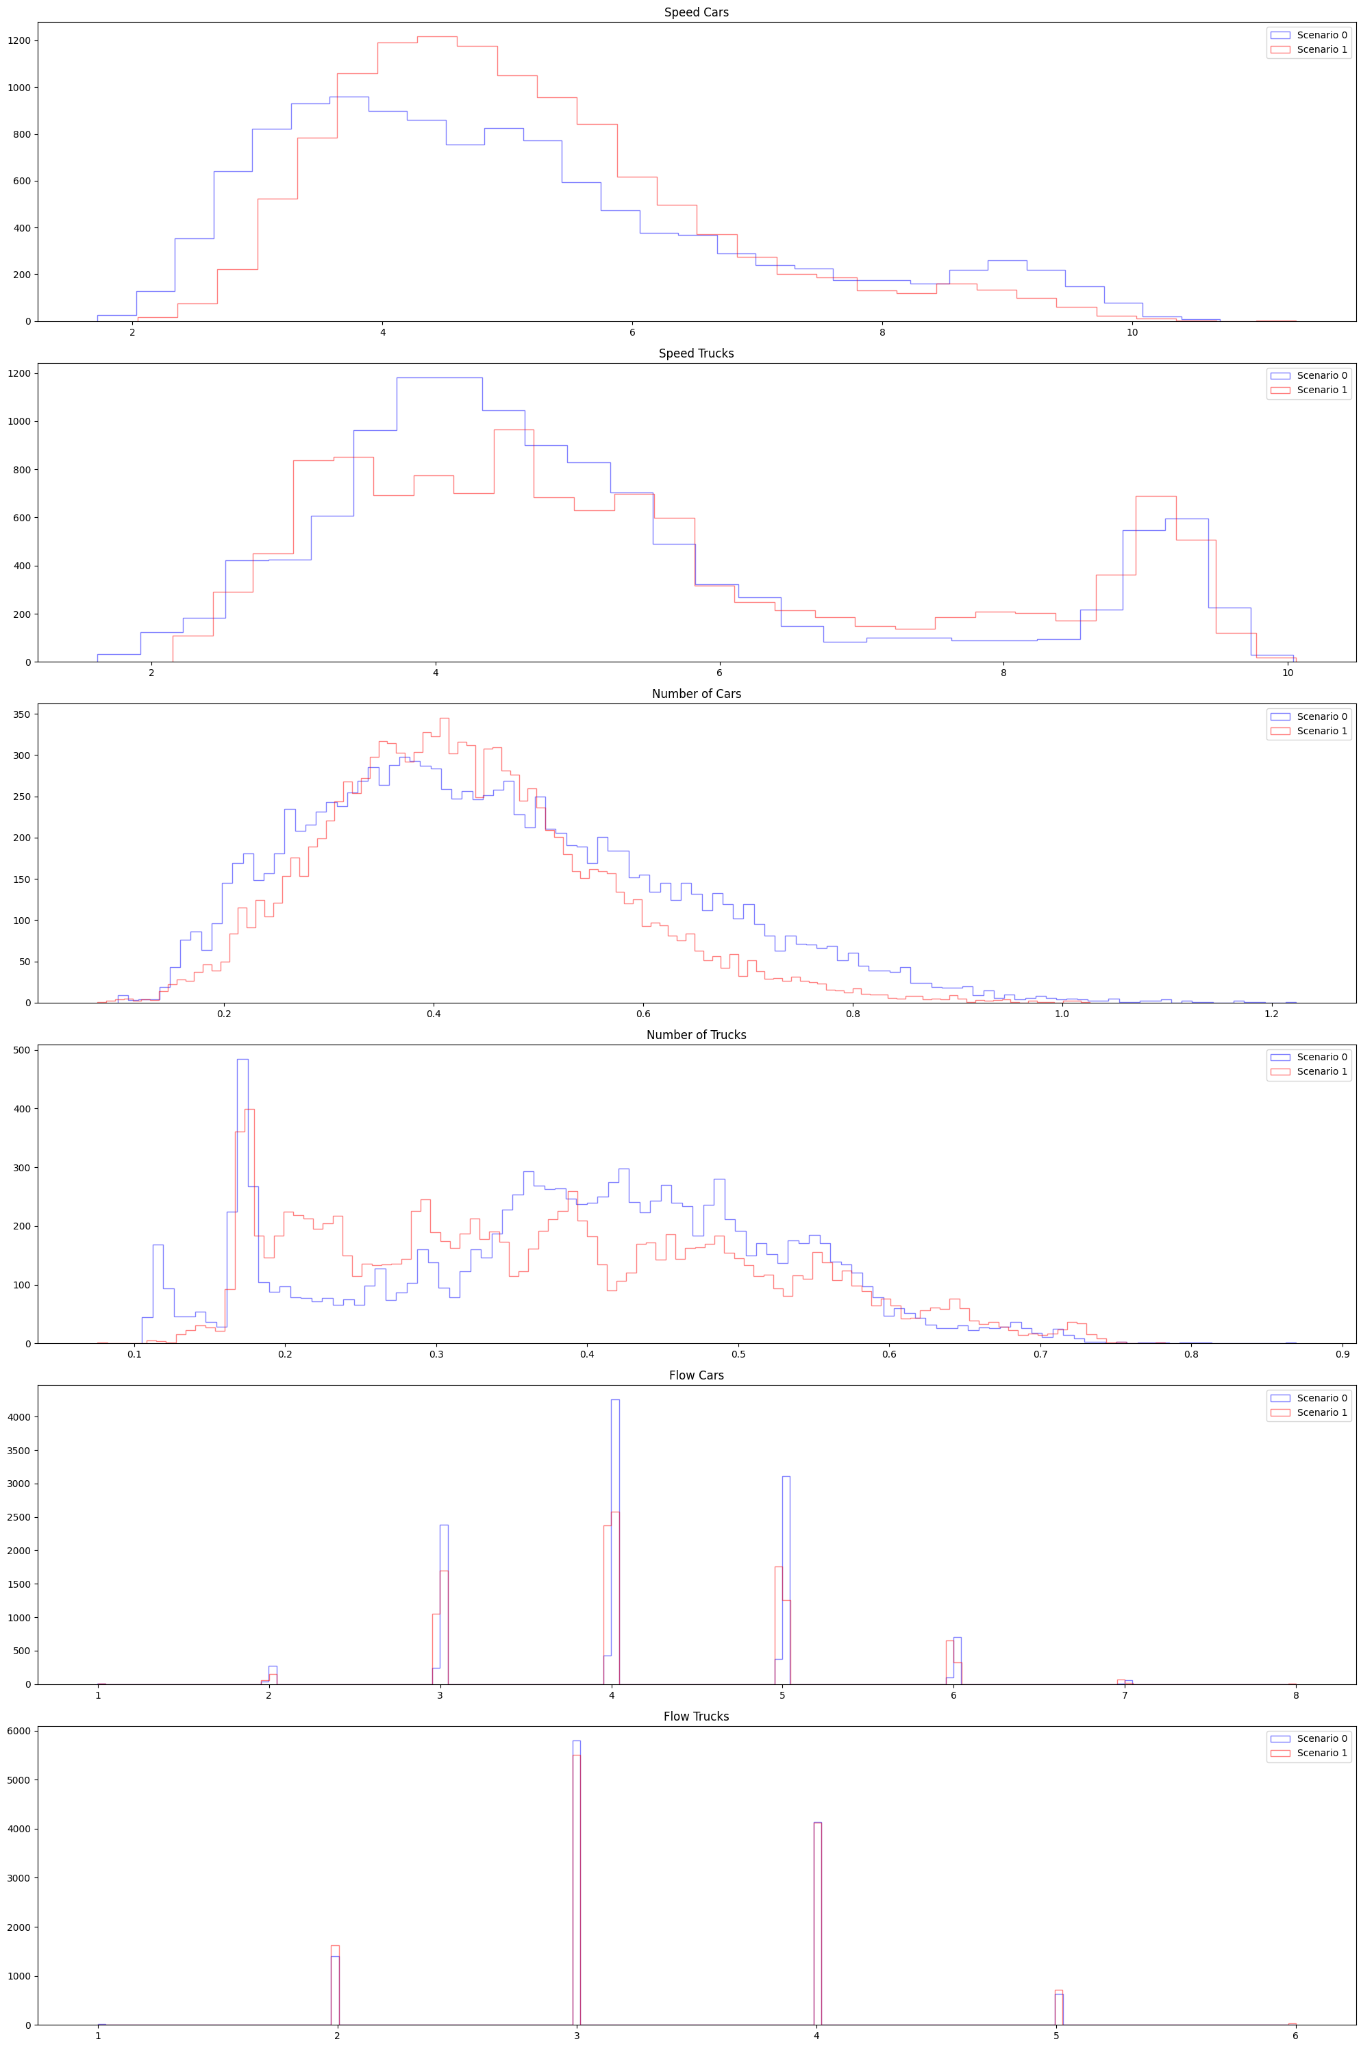 Speed Cars
1200
1000
800
600
400
200
0
Scenario 0
Scenario 1
2 4 6 8 10
Speed Trucks
1200
1000
800
600
400
200
0
Scenario 0
Scenario 1
2 4 6 8 10
Number of Cars
350
300
250
200
150
100
50
0
Scenario 0
Scenario 1
0.2 0.4 0.6 0.8 1.0 1.2
Number of Trucks
500
400
300
200
100
0
Scenario 0
Scenario 1
0.1 0.2 0.3 0.4 0.5 0.6 0.7 0.8 0.9
Flow Cars
4000
3500
3000
2500
2000
1500
1000
500
0
Scenario 0
Scenario 1
1 2 3 4 5 6 7 8
Flow Trucks
6000
5000
4000
3000
2000
1000
0
Scenario 0
Scenario 1
1 2 3 4 5 6